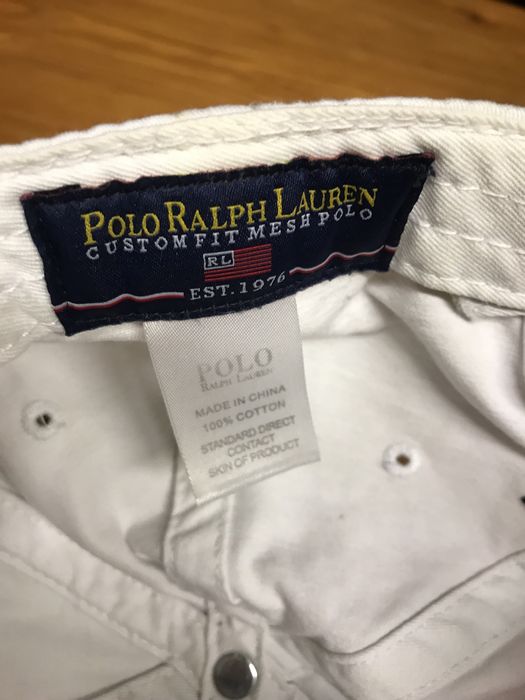 POLO RALPH LAUREN
CUSTOM FIT MESH POLO
RL
EST. 1976
POLO
RALPH LAUREN
MADE IN CHINA
100% COTTON
STANDARD DIRECT
CONTACT
SKIN OF PRODUCT